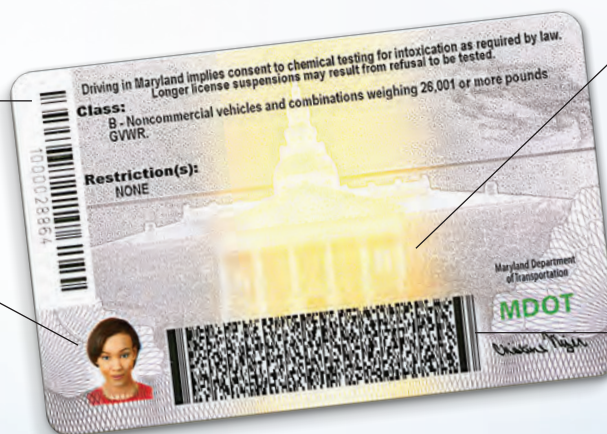 Driving in Maryland implies consent to chemical testing for intoxication as required by law.
Longer license suspensions may result from refusal to be tested.
Class:
B - Noncommercial vehicles and combinations weighing 26,001 or more pounds
GVWR.
Restriction(s):
NONE
1000028864
Maryland Department
of Transportation
MDOT